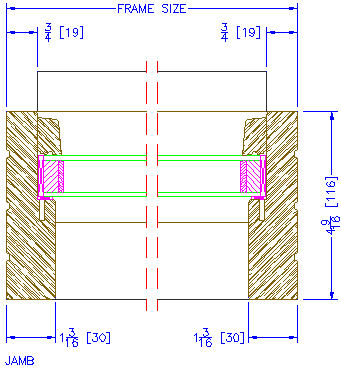 FRAME SIZE
3/4 [19]
3/4 [19]
4 9/16 [116]
1 3/16 [30]
1 3/16 [30]
JAMB